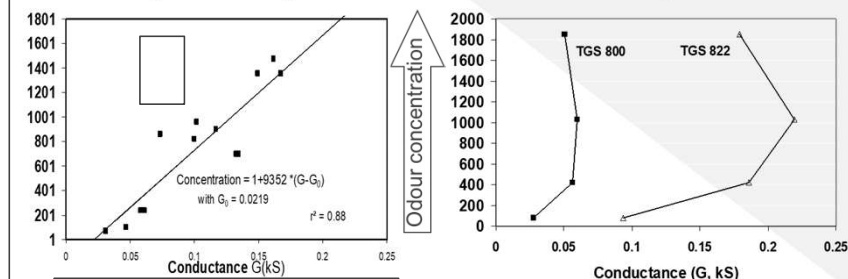 1801
1601
1401
1201
1001
801
601
401
201
1
Concentration = 1+9352 *(G-G₀)
with G₀ = 0.0219
r² = 0.88
0 0.05 0.1 0.15 0.2 0.25
Conductance G(kS)
Odour concentration
2000
1800
1600
1400
1200
1000
800
600
400
200
0
TGS 800 TGS 822
0 0.05 0.1 0.15 0.2 0.25
Conductance (G, kS)